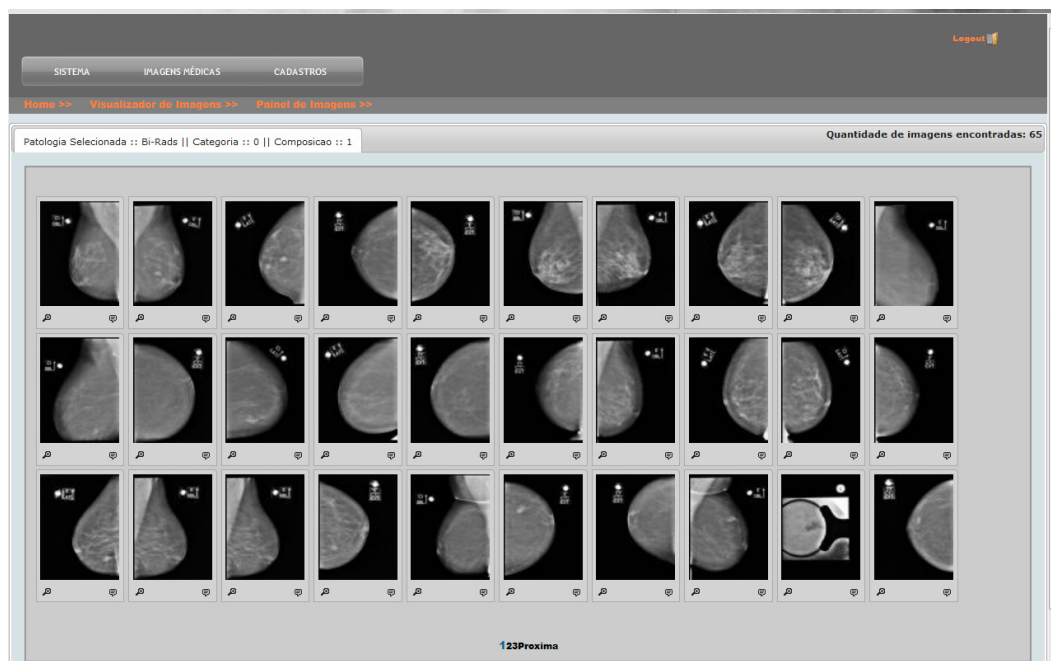 Logout
SISTEMA IMAGENS MÉDICAS CADASTROS
Home >> Visualizador de Imagens >> Painel de Imagens >>
Patologia Selecionada :: Bi-Rads || Categoria :: 0 || Composicao :: 1
Quantidade de imagens encontradas: 65
123Proxima